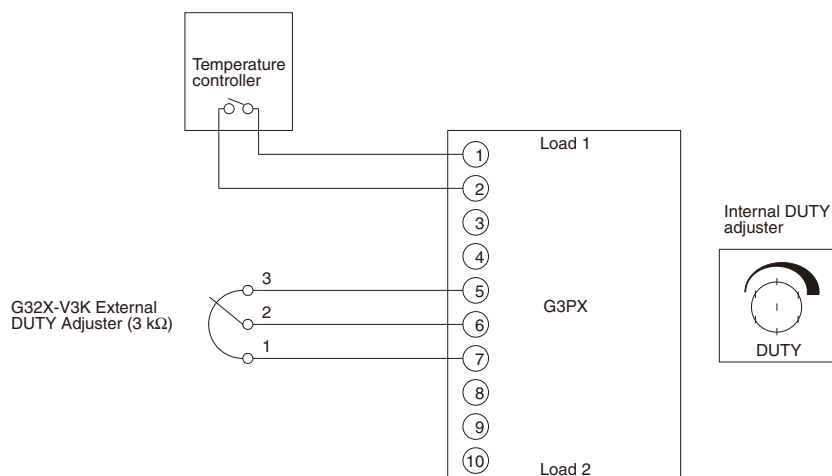 Temperature
controller
Load 1
1
2
3
4
Internal DUTY
adjuster
3
5
G32X-V3K External
DUTY Adjuster (3 kΩ)
2
6
G3PX
1
7
DUTY
8
9
10
Load 2